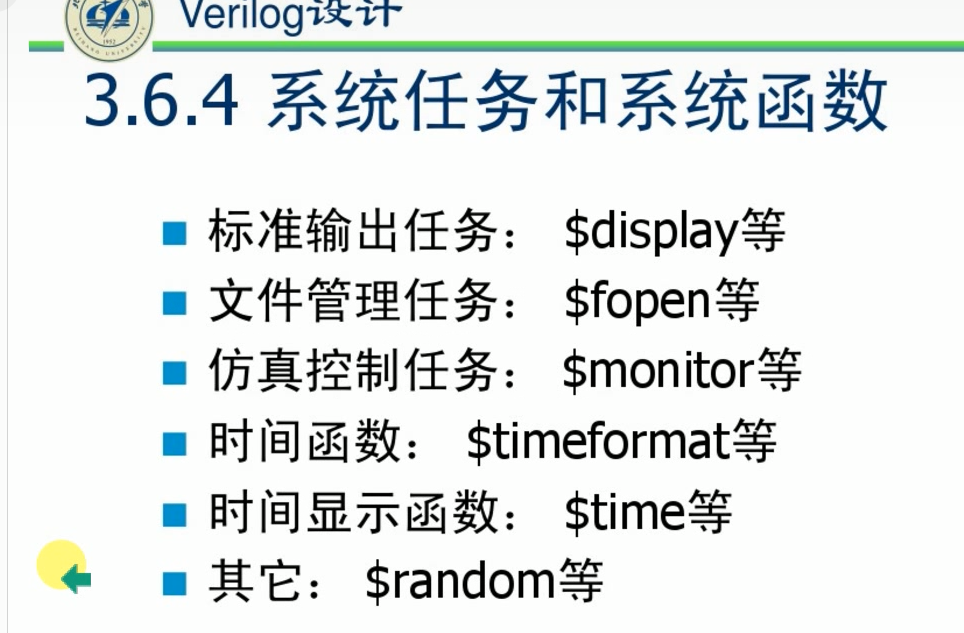 Verilog设计
3.6.4 系统任务和系统函数
标准输出任务： $display等
文件管理任务： $fopen等
仿真控制任务： $monitor等
时间函数： $timeformat等
时间显示函数： $time等
其它： $random等